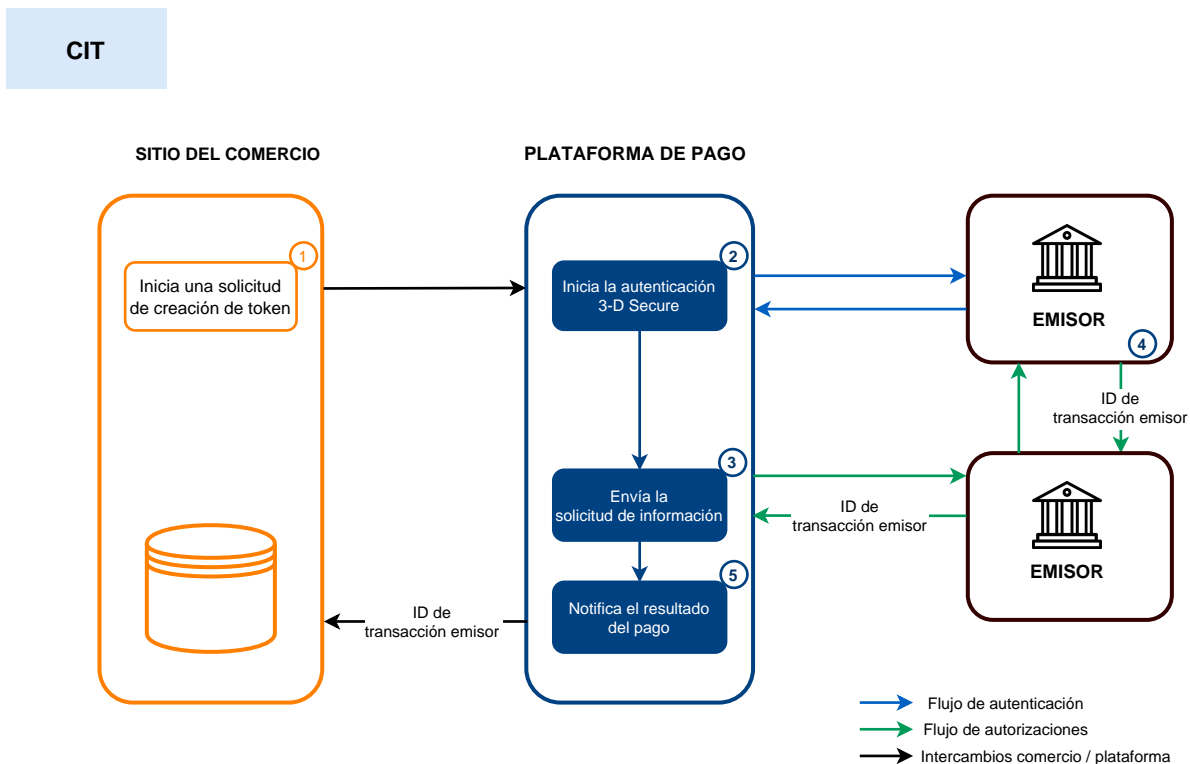 CIT
SITIO DEL COMERCIO
PLATAFORMA DE PAGO
1
Inicia una solicitud
de creación de token
2
Inicia la autenticación
3-D Secure
EMISOR
4
ID de
transacción emisor
3
Envía la
solicitud de información
ID de
transacción emisor
EMISOR
5
Notifica el resultado
del pago
ID de
transacción emisor
Flujo de autenticación
Flujo de autorizaciones
Intercambios comercio / plataforma